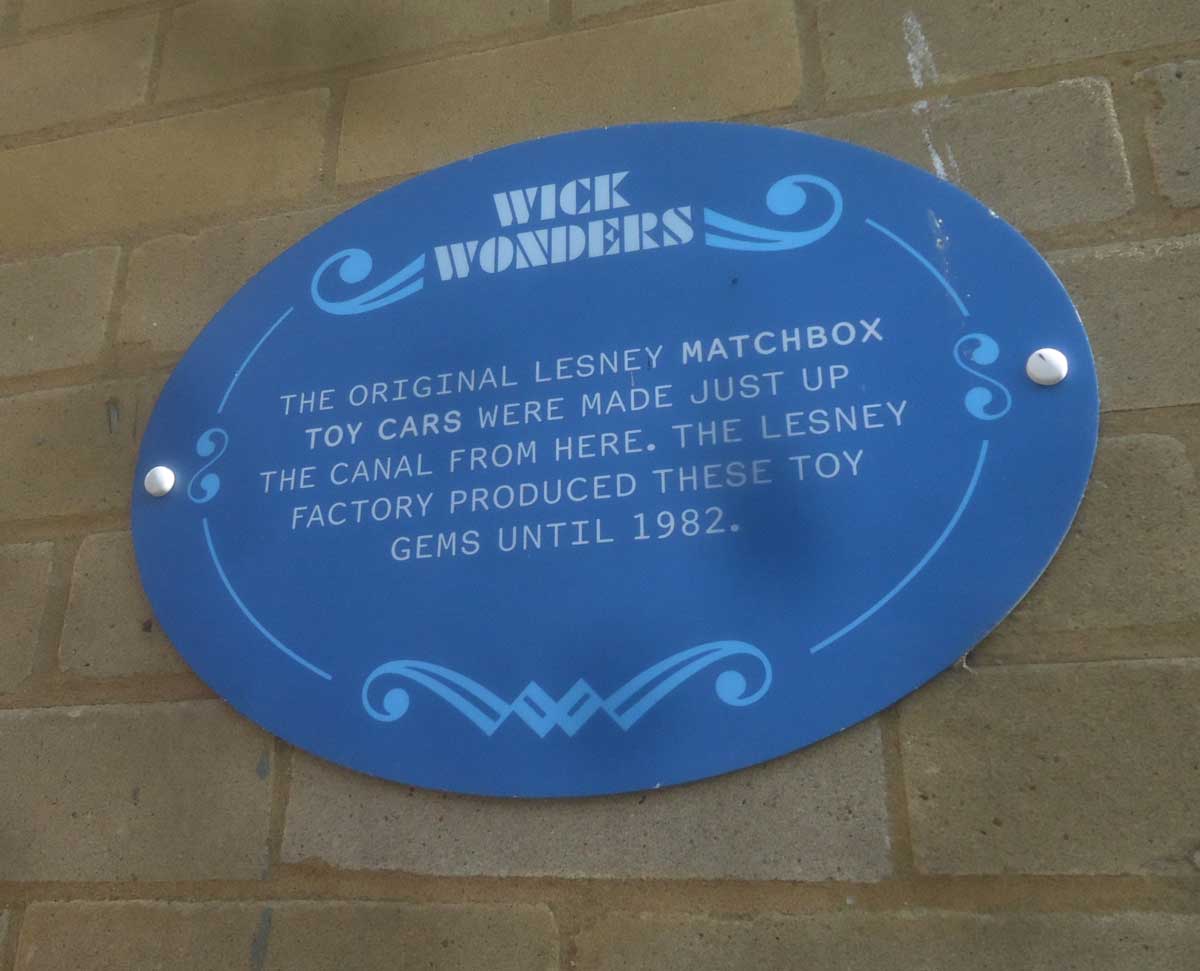 WICK
WONDERS
THE ORIGINAL LESNEY MATCHBOX
TOY CARS WERE MADE JUST UP
THE CANAL FROM HERE. THE LESNEY
FACTORY PRODUCED THESE TOY
GEMS UNTIL 1982.